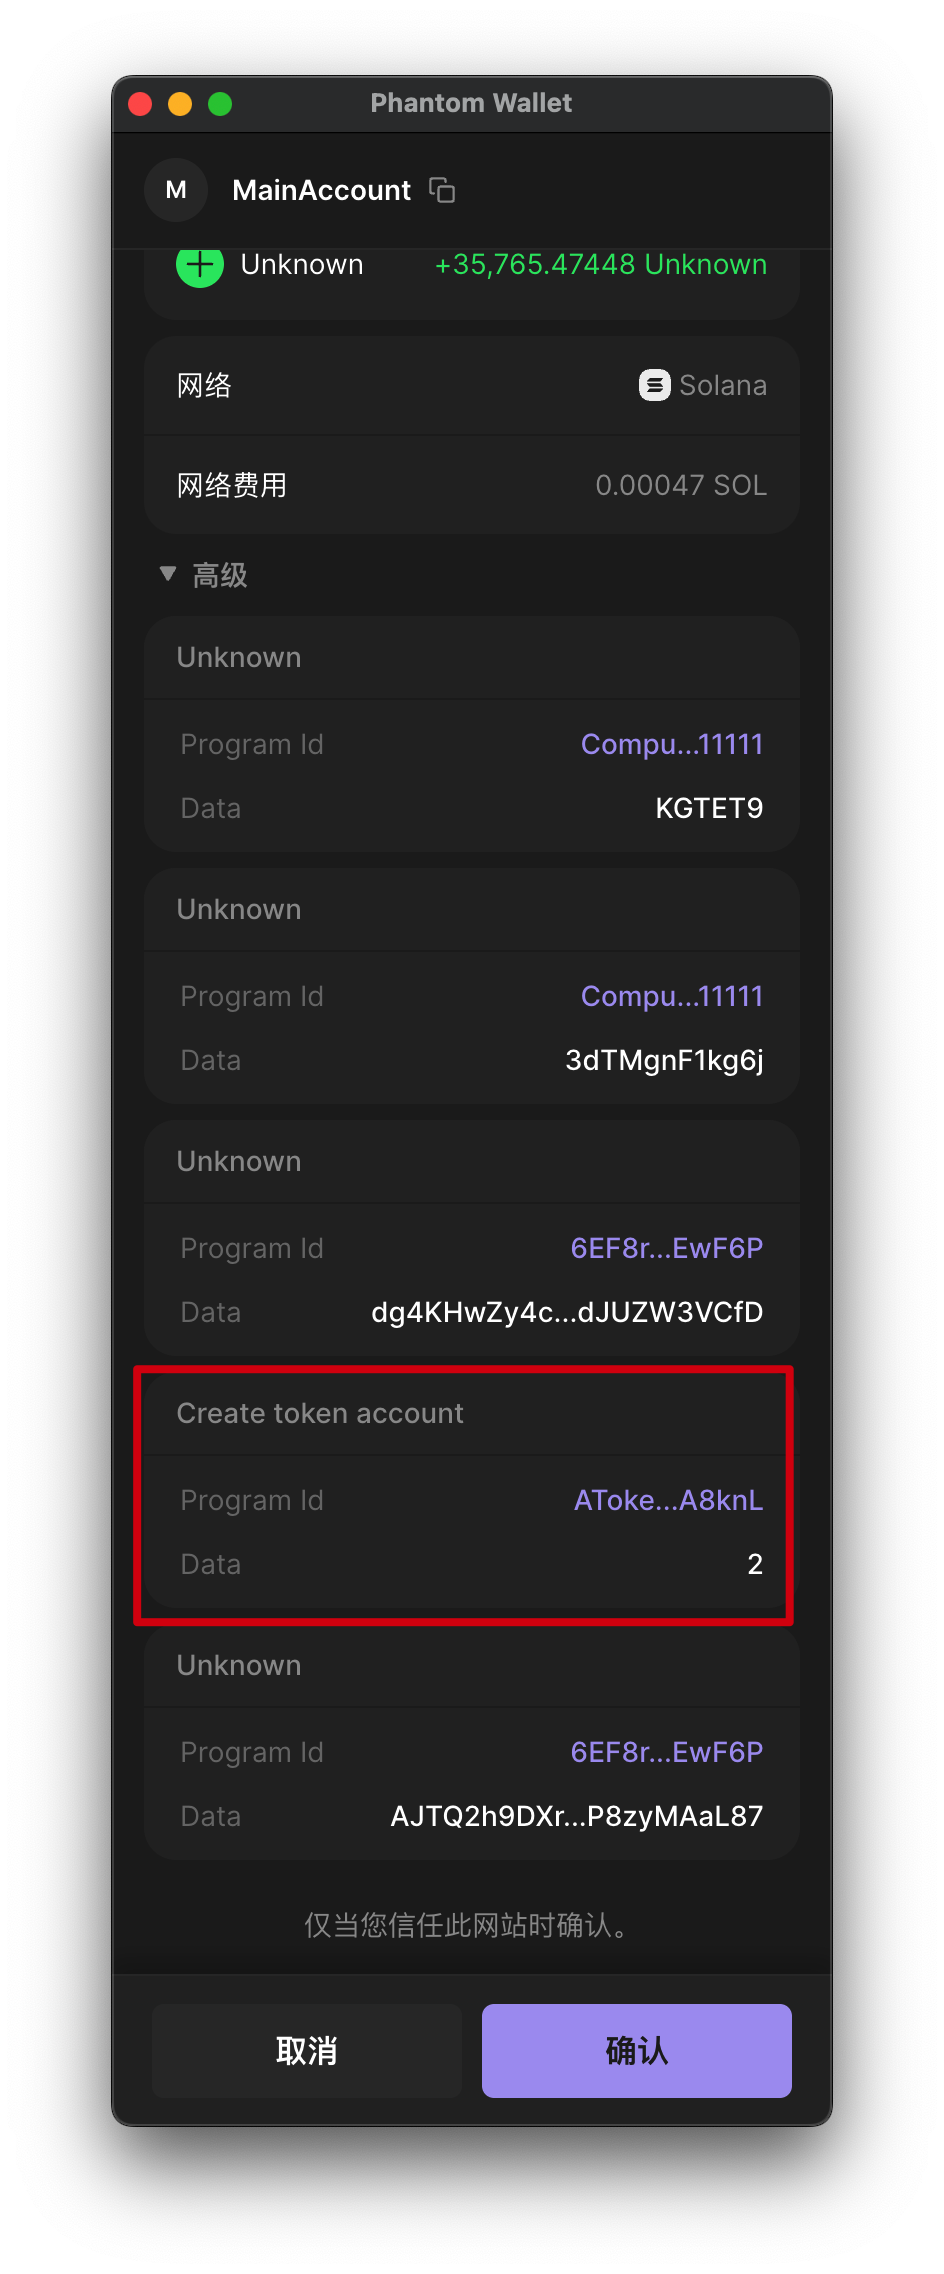 Phantom Wallet
M MainAccount
Unknown +35,765.47448 Unknown
网络 Solana
网络费用 0.00047 SOL
高级
Unknown
Program Id Compu...11111
Data KGTET9
Unknown
Program Id Compu...11111
Data 3dTMgnF1kg6j
Unknown
Program Id 6EF8r...EwF6P
Data dg4KHwZy4c...dJUZW3VCfD
Create token account
Program Id AToke...A8knL
Data 2
Unknown
Program Id 6EF8r...EwF6P
Data AJTQ2h9DXr...P8zyMAaL87
仅当您信任此网站时确认。
取消 确认